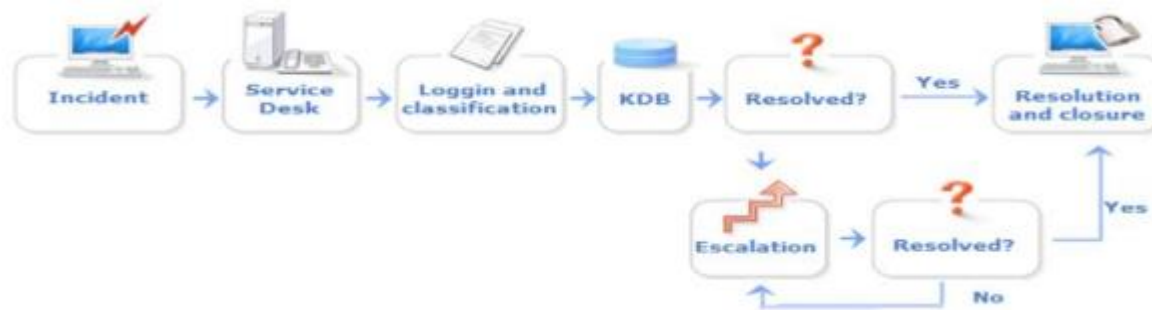 Incident
Service
Desk
Loggin and
classification
KDB
Resolved?
Yes
Resolution
and closure
Escalation
Resolved?
Yes
No